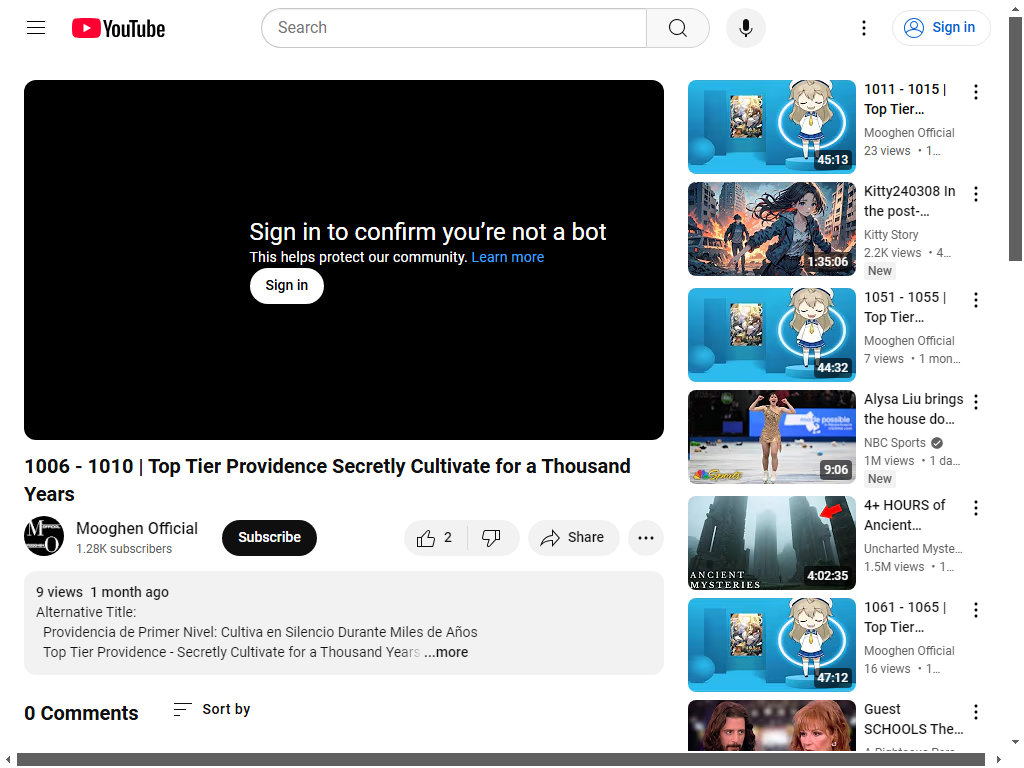 YouTube
Search
Sign in
Sign in to confirm you’re not a bot
This helps protect our community. Learn more
Sign in
1006 - 1010 | Top Tier Providence Secretly Cultivate for a Thousand
Years
Mooghen Official
1.28K subscribers
Subscribe
2
Share
9 views 1 month ago
Alternative Title:
Providencia de Primer Nivel: Cultiva en Silencio Durante Miles de Años
Top Tier Providence - Secretly Cultivate for a Thousand Years ...more
0 Comments
Sort by
45:13
1011 - 1015 |
Top Tier…
Mooghen Official
23 views • 1…
1:35:06
Kitty240308 In
the post-…
Kitty Story
2.2K views • 4…
New
44:32
1051 - 1055 |
Top Tier…
Mooghen Official
7 views • 1 mon…
made possible
Sports
9:06
Alysa Liu brings
the house do…
NBC Sports
1M views • 1 da…
New
ANCIENT
MYSTERIES
4:02:35
4+ HOURS of
Ancient…
Uncharted Myste…
1.5M views • 1…
47:12
1061 - 1065 |
Top Tier…
Mooghen Official
16 views • 1…
Guest
SCHOOLS The…